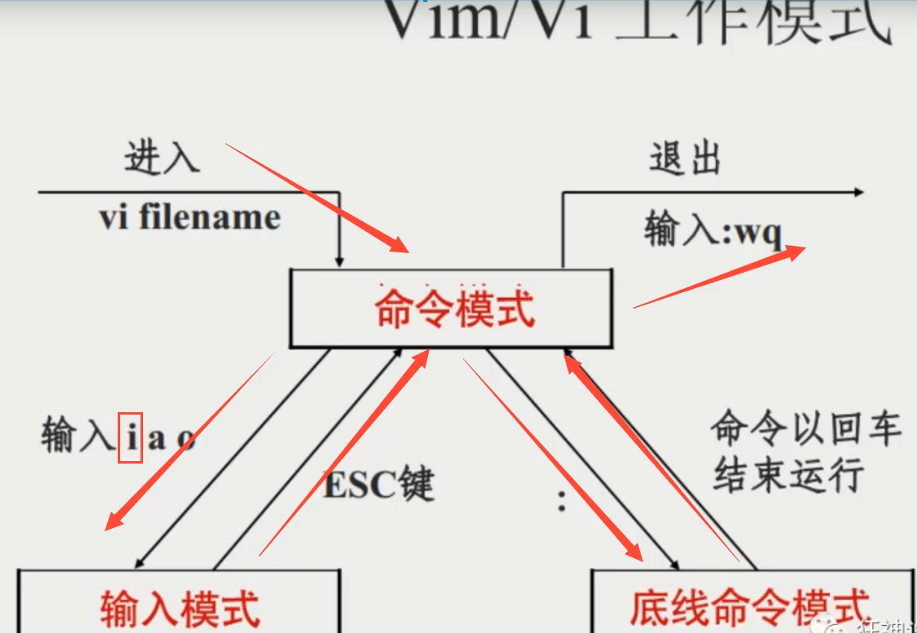 Vim/Vi 工作模式
进入
退出
vi filename
输入:wq
命令模式
输入 i a o
命令以回车
结束运行
ESC键
:
输入模式
底线命令模式